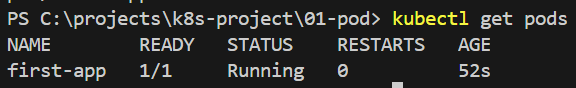 PS C:\projects\k8s-project\01-pod> kubectl get pods
NAME        READY   STATUS    RESTARTS   AGE
first-app   1/1     Running   0          52s